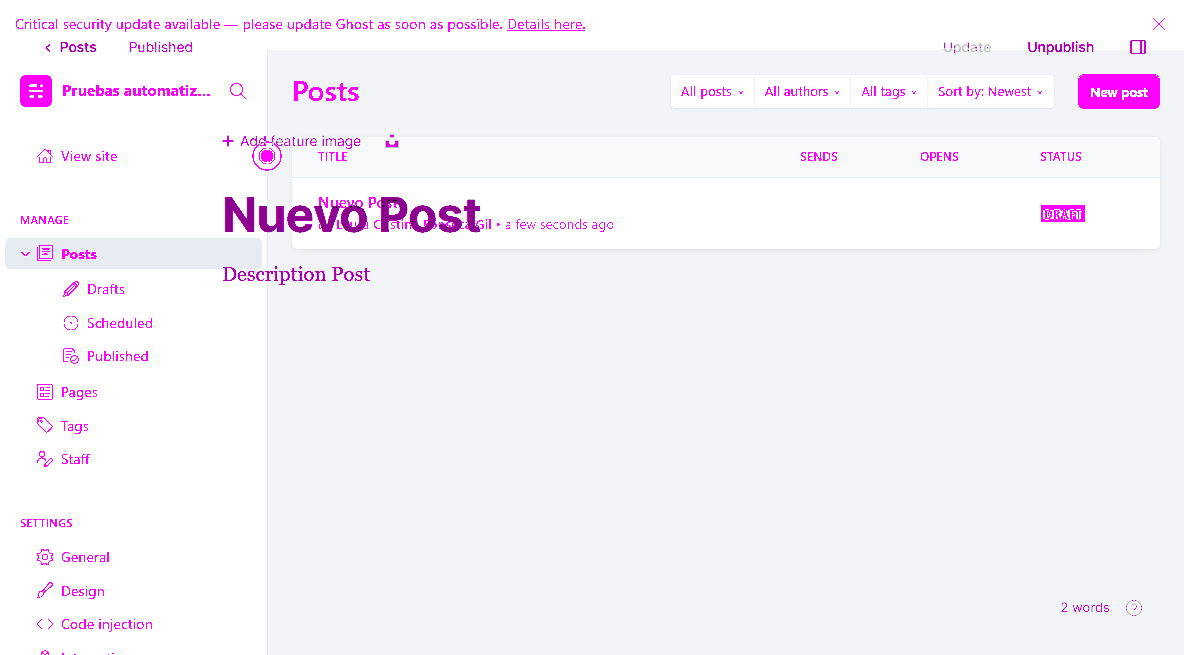 Critical security update available — please update Ghost as soon as possible. Details here.
Posts Published Update Unpublish
Pruebas automatiz...
Posts
All posts All authors All tags Sort by: Newest New post
Add feature image
View site
TITLE SENDS OPENS STATUS
MANAGE
Nuevo Post
DRAFT
Nuevo Post
Cristina Fonseca Gil • a few seconds ago
Posts
Description Post
Drafts
Scheduled
Published
Pages
Tags
Staff
SETTINGS
General
Design
Code injection
2 words